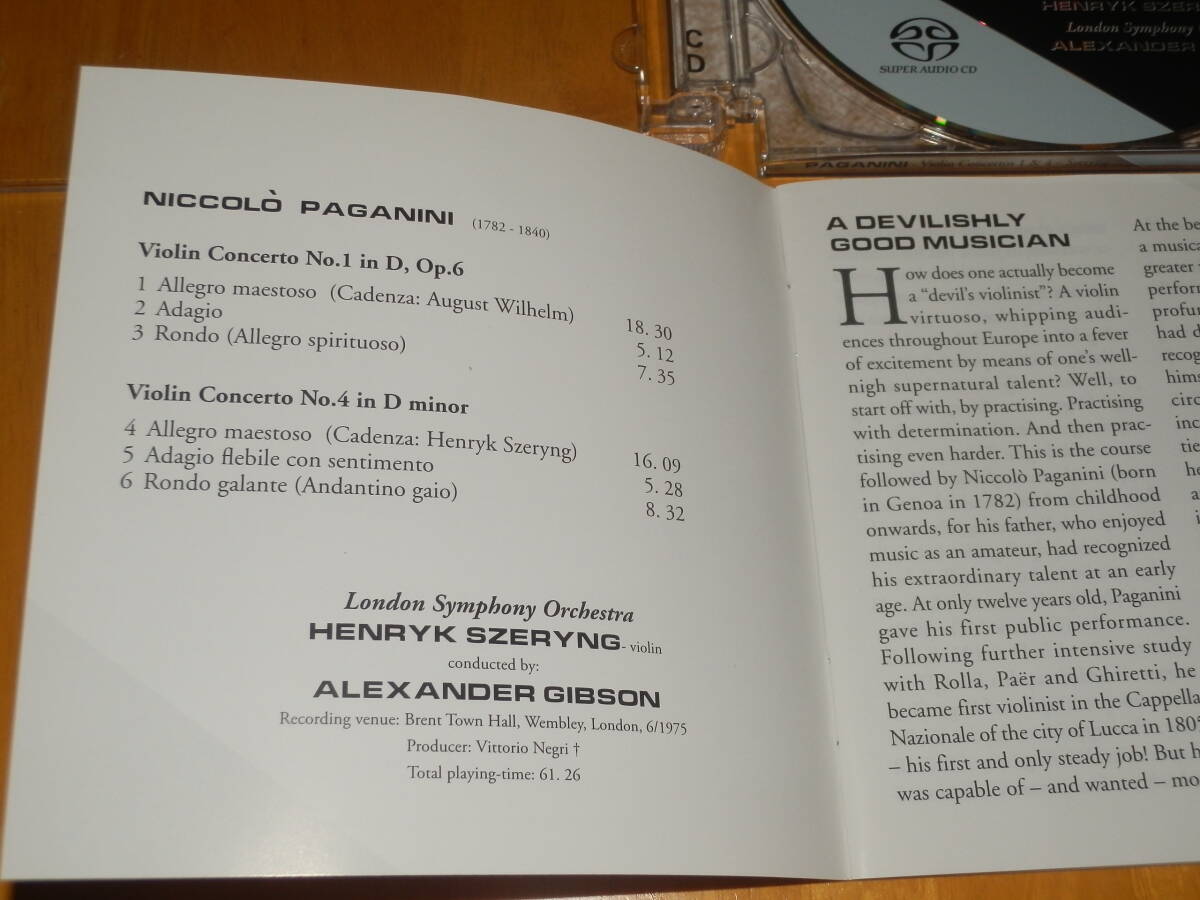 HENRYK
London Symphony
ALEXANDER
SUPER AUDIO CD
CD
PAGANINI - Violin Concertos 1 & 4 -
NICCOLÒ PAGANINI (1782 - 1840)
Violin Concerto No.1 in D, Op.6
1 Allegro maestoso (Cadenza: August Wilhelm) 18. 30
2 Adagio 5. 12
3 Rondo (Allegro spirituoso) 7. 35
Violin Concerto No.4 in D minor
4 Allegro maestoso (Cadenza: Henryk Szeryng) 16. 09
5 Adagio flebile con sentimento 5. 28
6 Rondo galante (Andantino gaio) 8. 32
London Symphony Orchestra
HENRYK SZERYNG- violin
conducted by:
ALEXANDER GIBSON
Recording venue: Brent Town Hall, Wembley, London, 6/1975
Producer: Vittorio Negri †
Total playing-time: 61. 26
A DEVILISHLY
GOOD MUSICIAN
How does one actually become
a “devil’s violinist”? A violin
virtuoso, whipping audi-
ences throughout Europe into a fever
of excitement by means of one’s well-
nigh supernatural talent? Well, to
start off with, by practising. Practising
with determination. And then prac-
tising even harder. This is the course
followed by Niccolò Paganini (born
in Genoa in 1782) from childhood
onwards, for his father, who enjoyed
music as an amateur, had recognized
his extraordinary talent at an early
age. At only twelve years old, Paganini
gave his first public performance.
Following further intensive study
with Rolla, Paër and Ghiretti, he
became first violinist in the Cappella
Nazionale of the city of Lucca in 1805
– his first and only steady job! But h
was capable of – and wanted – mo
At the be
a musica
greater
perfor
profu
had d
recog
hims
circ
inc
tie
he
a